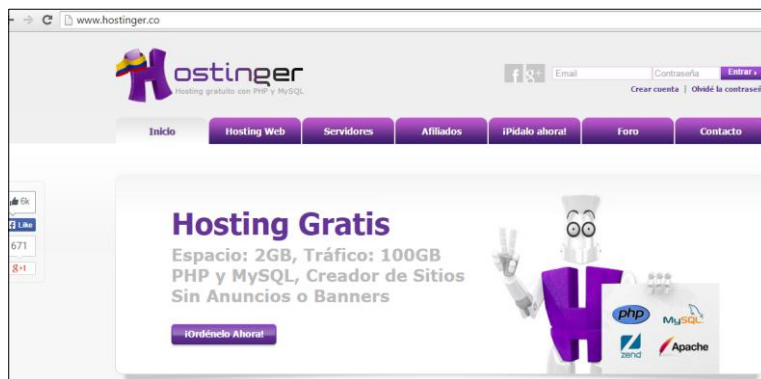 www.hostinger.co
Hostinger
Hosting gratuito con PHP y MySQL
f g+ Email Contraseña Entrar
Crear cuenta | Olvidé la contraseñ
Inicio Hosting Web Servidores Afiliados ¡Pídalo ahora! Foro Contacto
6k
Like
671
g+1
Hosting Gratis
Espacio: 2GB, Tráfico: 100GB
PHP y MySQL, Creador de Sitios
Sin Anuncios o Banners
¡Ordénelo Ahora!
php MySQL
zend Apache